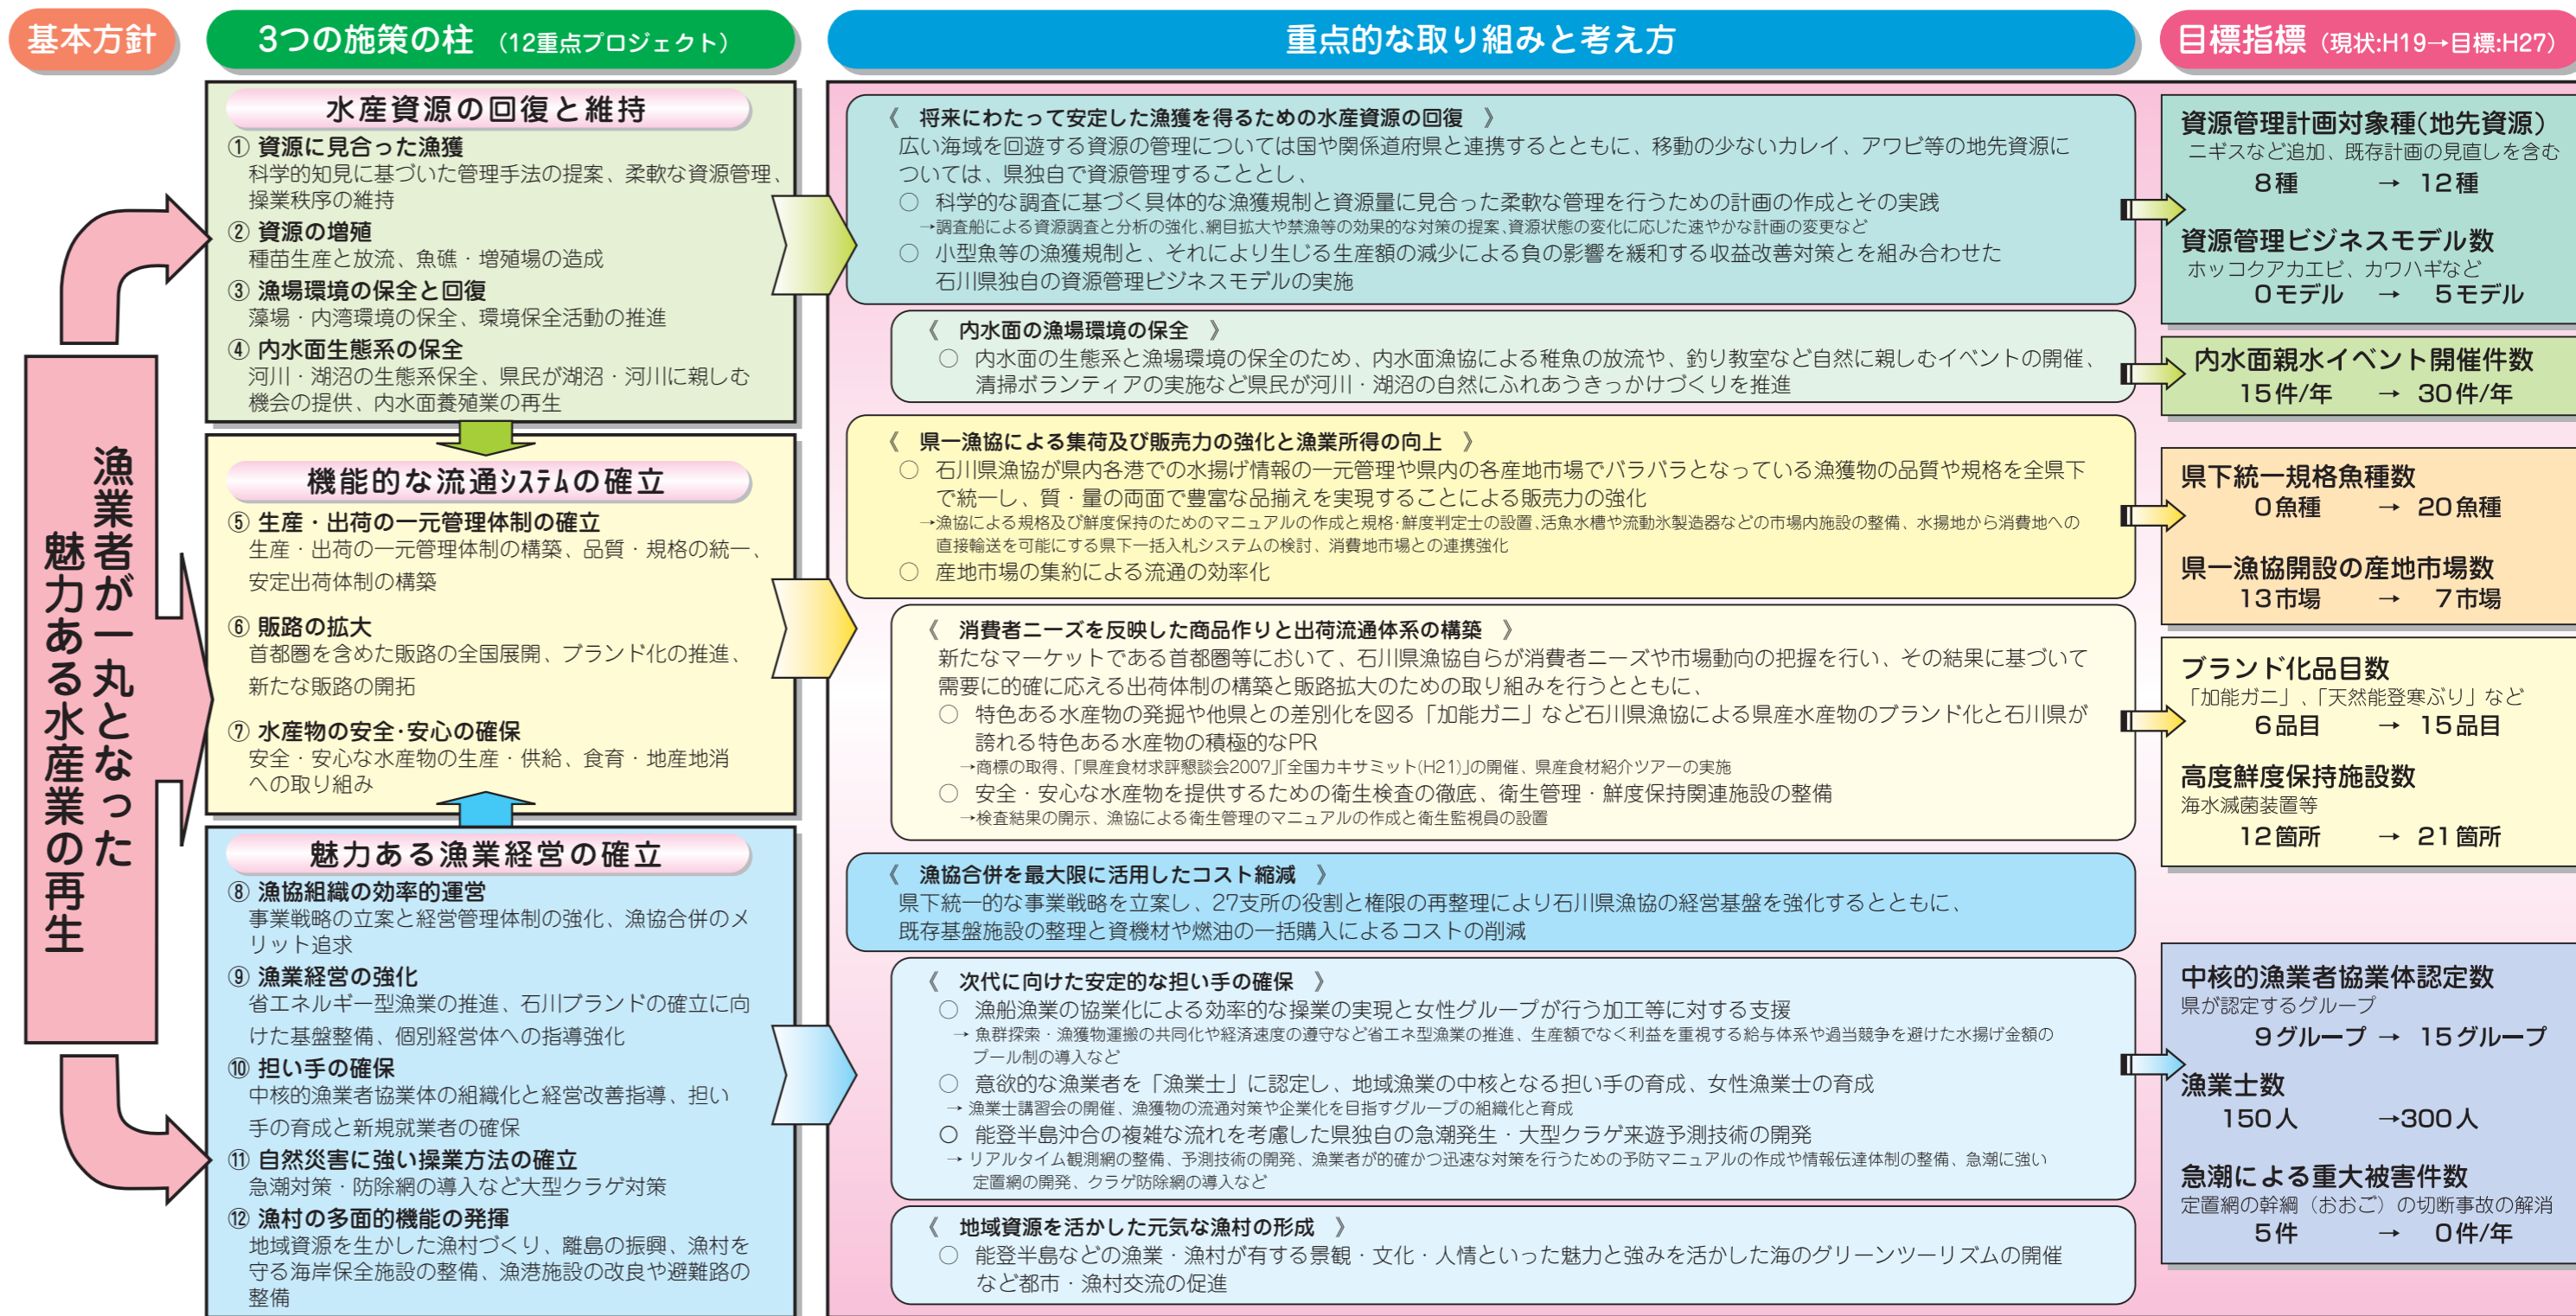 基本方針
3つの施策の柱 （12重点プロジェクト）
重点的な取り組みと考え方
目標指標（現状:H19→目標:H27）
漁業者が一丸となった
魅力ある水産業の再生
水産資源の回復と維持
① 資源に見合った漁獲
科学的知見に基づいた管理手法の提案、柔軟な資源管理、
操業秩序の維持
② 資源の増殖
種苗生産と放流、魚礁・増殖場の造成
③ 漁場環境の保全と回復
藻場・内湾環境の保全、環境保全活動の推進
④ 内水面生態系の保全
河川・湖沼の生態系保全、県民が湖沼・河川に親しむ
機会の提供、内水面養殖業の再生
機能的な流通システムの確立
⑤ 生産・出荷の一元管理体制の確立
生産・出荷の一元管理体制の構築、品質・規格の統一、
安定出荷体制の構築
⑥ 販路の拡大
首都圏を含めた販路の全国展開、ブランド化の推進、
新たな販路の開拓
⑦ 水産物の安全・安心の確保
安全・安心な水産物の生産・供給、食育・地産地消
への取り組み
魅力ある漁業経営の確立
⑧ 漁協組織の効率的運営
事業戦略の立案と経営管理体制の強化、漁協合併のメ
リット追求
⑨ 漁業経営の強化
省エネルギー型漁業の推進、石川ブランドの確立に向
けた基盤整備、個別経営体への指導強化
⑩ 担い手の確保
中核的漁業者協業体の組織化と経営改善指導、担い
手の育成と新規就業者の確保
⑪ 自然災害に強い操業方法の確立
急潮対策・防除網の導入など大型クラゲ対策
⑫ 漁村の多面的機能の発揮
地域資源を生かした漁村づくり、離島の振興、漁村を
守る海岸保全施設の整備、漁港施設の改良や避難路の
整備
《 将来にわたって安定した漁獲を得るための水産資源の回復 》
広い海域を回遊する資源の管理については国や関係道府県と連携するとともに、移動の少ないカレイ、アワビ等の地先資源に
ついては、県独自で資源管理することとし、
○ 科学的な調査に基づく具体的な漁獲規制と資源量に見合った柔軟な管理を行うための計画の作成とその実践
→調査船による資源調査と分析の強化、網目拡大や禁漁等の効果的な対策の提案、資源状態の変化に応じた速やかな計画の変更など
○ 小型魚等の漁獲規制と、それにより生じる生産額の減少による負の影響を緩和する収益改善対策とを組み合わせた
石川県独自の資源管理ビジネスモデルの実施
《 内水面の漁場環境の保全 》
○ 内水面の生態系と漁場環境の保全のため、内水面漁協による稚魚の放流や、釣り教室など自然に親しむイベントの開催、
清掃ボランティアの実施など県民が河川・湖沼の自然にふれあうきっかけづくりを推進
《 県一漁協による集荷及び販売力の強化と漁業所得の向上 》
○ 石川県漁協が県内各港での水揚げ情報の一元管理や県内の各産地市場でバラバラとなっている漁獲物の品質や規格を全県下
で統一し、質・量の両面で豊富な品揃えを実現することによる販売力の強化
→漁協による規格及び鮮度保持のためのマニュアルの作成と規格・鮮度判定士の設置、活魚水槽や流動氷製造器などの市場内施設の整備、水揚地から消費地への
直接輸送を可能にする県下一括入札システムの検討、消費地市場との連携強化
○ 産地市場の集約による流通の効率化
《 消費者ニーズを反映した商品作りと出荷流通体系の構築 》
新たなマーケットである首都圏等において、石川県漁協自らが消費者ニーズや市場動向の把握を行い、その結果に基づいて
需要に的確に応える出荷体制の構築と販路拡大のための取り組みを行うとともに、
○ 特色ある水産物の発掘や他県との差別化を図る「加能ガニ」など石川県漁協による県産水産物のブランド化と石川県が
誇れる特色ある水産物の積極的なPR
→商標の取得、「県産食材求評懇談会2007」「全国カキサミット(H21)」の開催、県産食材紹介ツアーの実施
○ 安全・安心な水産物を提供するための衛生検査の徹底、衛生管理・鮮度保持関連施設の整備
→検査結果の開示、漁協による衛生管理のマニュアルの作成と衛生監視員の設置
《 漁協合併を最大限に活用したコスト縮減 》
県下統一的な事業戦略を立案し、27支所の役割と権限の再整理により石川県漁協の経営基盤を強化するとともに、
既存基盤施設の整理と資機材や燃油の一括購入によるコストの削減
《 次代に向けた安定的な担い手の確保 》
○ 漁船漁業の協業化による効率的な操業の実現と女性グループが行う加工等に対する支援
→ 魚群探索・漁獲物運搬の共同化や経済速度の遵守など省エネ型漁業の推進、生産額でなく利益を重視する給与体系や過当競争を避けた水揚げ金額の
プール制の導入など
○ 意欲的な漁業者を「漁業士」に認定し、地域漁業の中核となる担い手の育成、女性漁業士の育成
→ 漁業士講習会の開催、漁獲物の流通対策や企業化を目指すグループの組織化と育成
○ 能登半島沖合の複雑な流れを考慮した県独自の急潮発生・大型クラゲ来遊予測技術の開発
→ リアルタイム観測網の整備、予測技術の開発、漁業者が的確かつ迅速な対策を行うための予防マニュアルの作成や情報伝達体制の整備、急潮に強い
定置網の開発、クラゲ防除網の導入など
《 地域資源を活かした元気な漁村の形成 》
○ 能登半島などの漁業・漁村が有する景観・文化・人情といった魅力と強みを活かした海のグリーンツーリズムの開催
など都市・漁村交流の促進
資源管理計画対象種(地先資源)
ニギスなど追加、既存計画の見直しを含む
8種 → 12種
資源管理ビジネスモデル数
ホッコクアカエビ、カワハギなど
0モデル → 5モデル
内水面親水イベント開催件数
15件/年 → 30件/年
県下統一規格魚種数
0魚種 → 20魚種
県一漁協開設の産地市場数
13市場 → 7市場
ブランド化品目数
「加能ガニ」、「天然能登寒ぶり」など
6品目 → 15品目
高度鮮度保持施設数
海水滅菌装置等
12箇所 → 21箇所
中核的漁業者協業体認定数
県が認定するグループ
9グループ → 15グループ
漁業士数
150人 →300人
急潮による重大被害件数
定置網の幹綱（おおご）の切断事故の解消
5件 → 0件/年